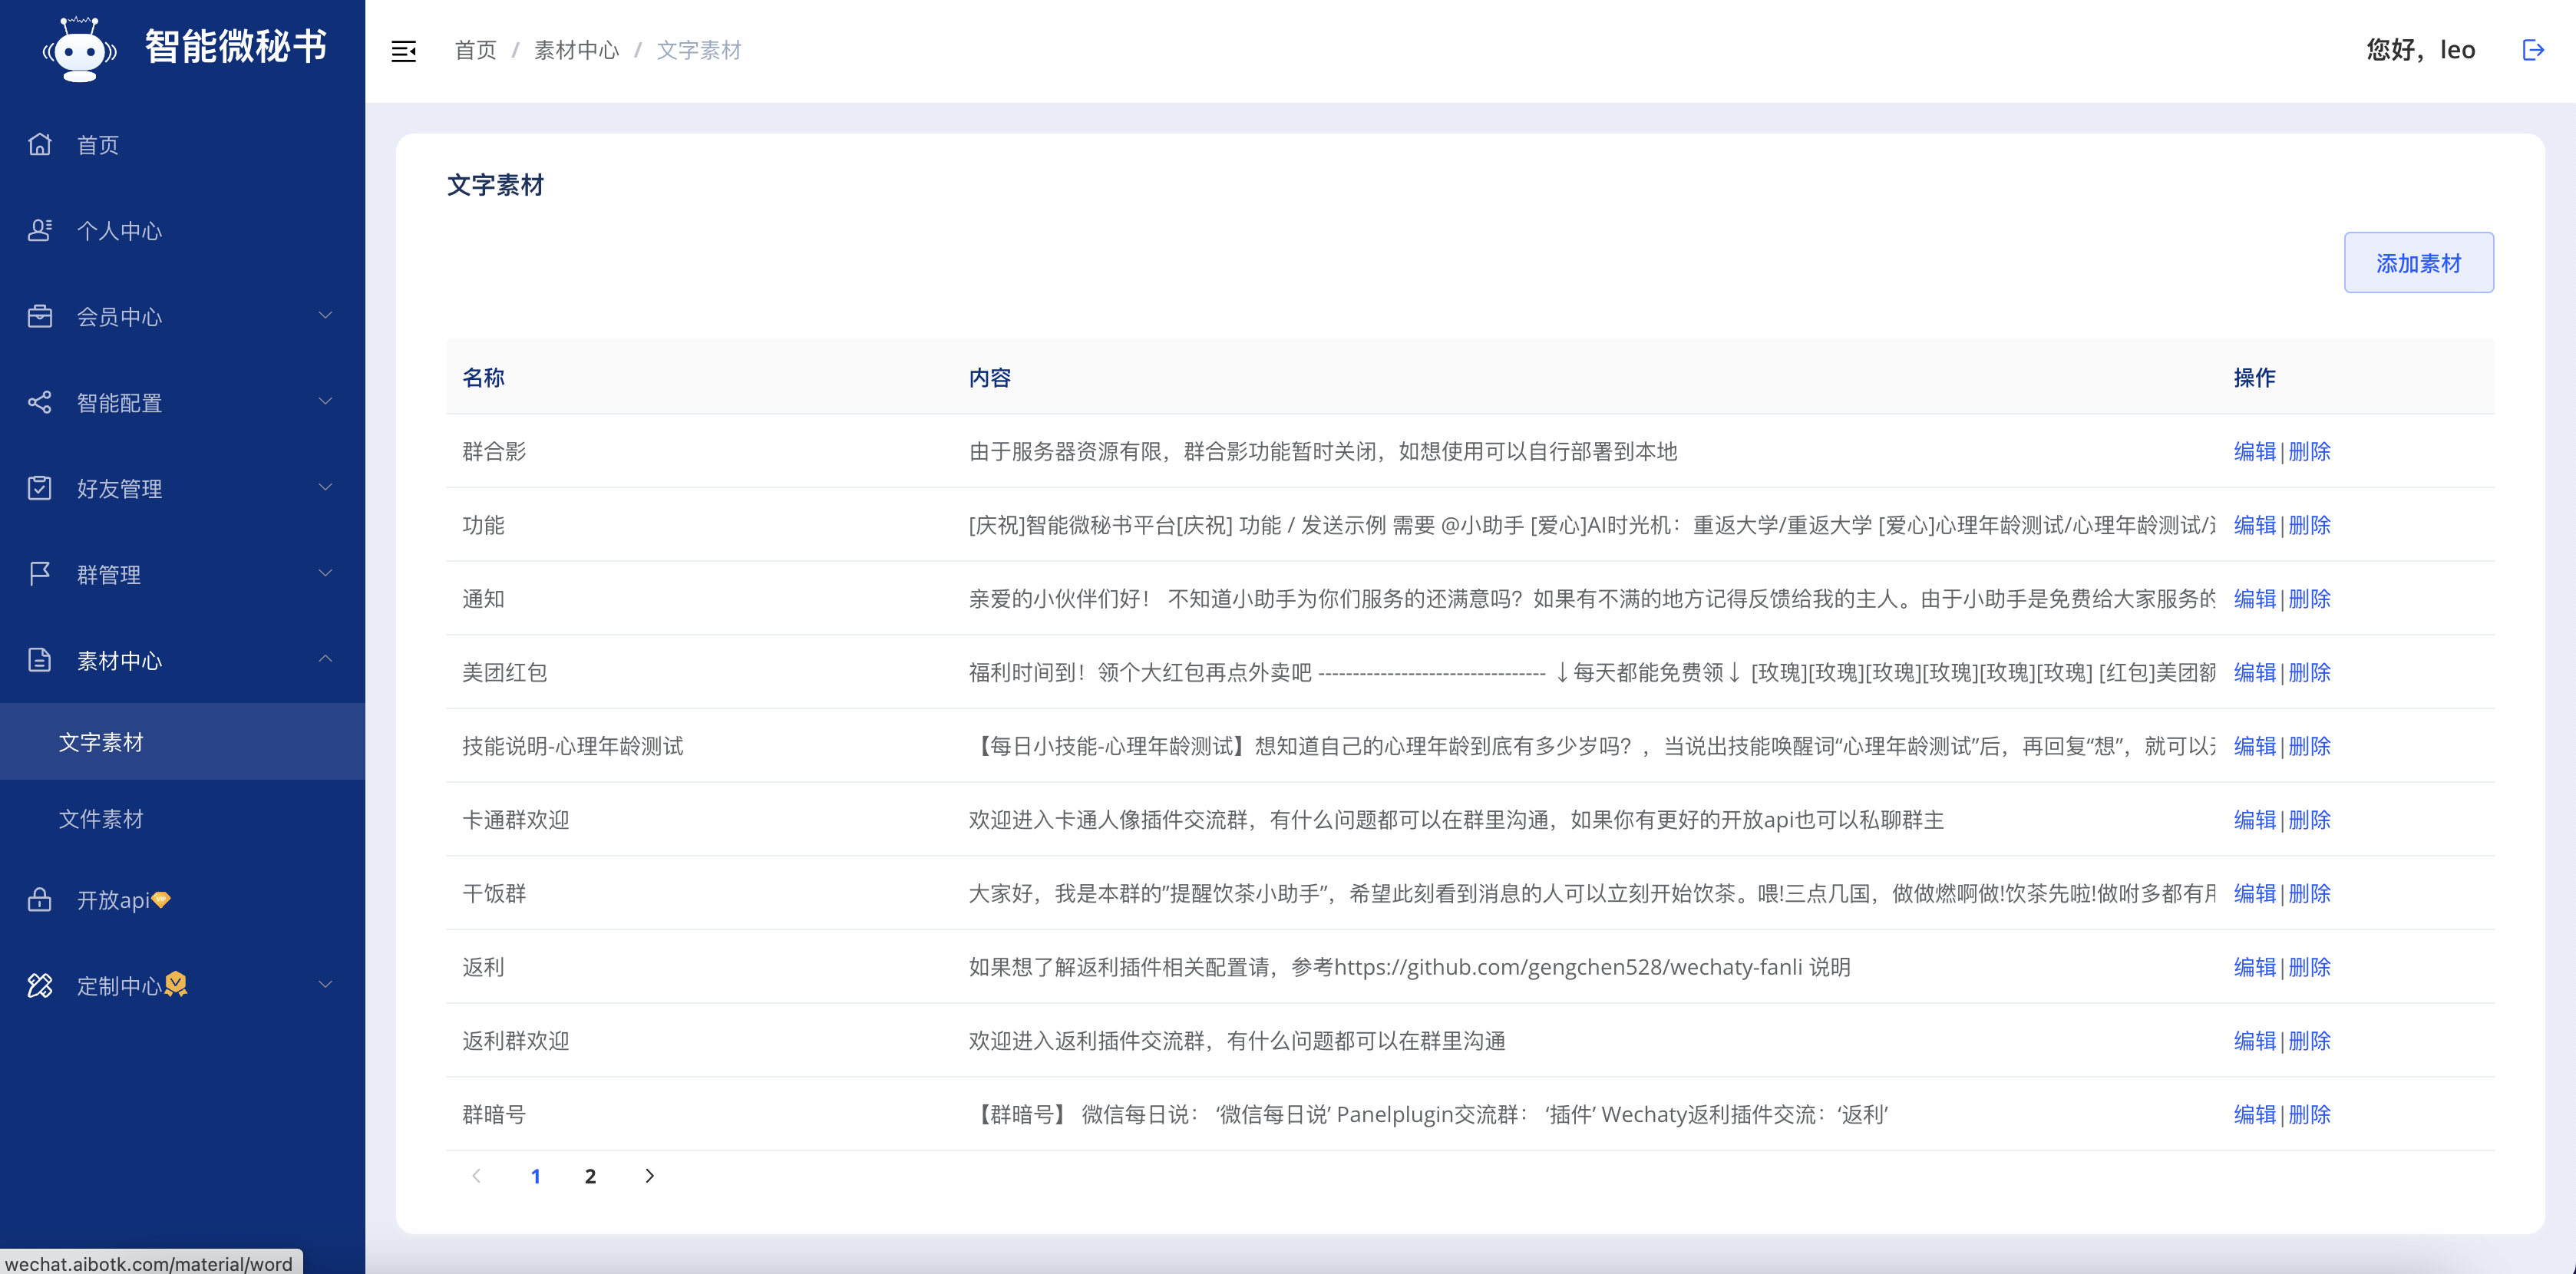 智能微秘书
首页 / 素材中心 / 文字素材
您好，leo
首页
个人中心
会员中心
智能配置
好友管理
群管理
素材中心
文字素材
文件素材
开放api
定制中心
文字素材
添加素材
名称 内容 操作
群合影 由于服务器资源有限，群合影功能暂时关闭，如想使用可以自行部署到本地 编辑|删除
功能 [庆祝]智能微秘书平台[庆祝] 功能 / 发送示例 需要 @小助手 [爱心]AI时光机：重返大学/重返大学 [爱心]心理年龄测试/心理年龄测试/ 编辑|删除
通知 亲爱的小伙伴们好！ 不知道小助手为你们服务的还满意吗？如果有不满的地方记得反馈给我的主人。由于小助手是免费给大家服务的 编辑|删除
美团红包 福利时间到！领个大红包再点外卖吧 --------------------------------- ↓每天都能免费领↓ [玫瑰][玫瑰][玫瑰][玫瑰][玫瑰][玫瑰] [红包]美团额 编辑|删除
技能说明-心理年龄测试 【每日小技能-心理年龄测试】想知道自己的心理年龄到底有多少岁吗？，当说出技能唤醒词“心理年龄测试”后，再回复“想”，就可以 编辑|删除
卡通群欢迎 欢迎进入卡通人像插件交流群，有什么问题都可以在群里沟通，如果你有更好的开放api也可以私聊群主 编辑|删除
干饭群 大家好，我是本群的”提醒饮茶小助手”，希望此刻看到消息的人可以立刻开始饮茶。喂!三点几国，做做燃啊做!饮茶先啦!做咐多都有用 编辑|删除
返利 如果想了解返利插件相关配置请，参考https://github.com/gengchen528/wechaty-fanli 说明 编辑|删除
返利群欢迎 欢迎进入返利插件交流群，有什么问题都可以在群里沟通 编辑|删除
群暗号 【群暗号】 微信每日说： ‘微信每日说’ Panelplugin交流群： ‘插件’ Wechaty返利插件交流：‘返利’ 编辑|删除
1 2
wechat.aibotk.com/material/word